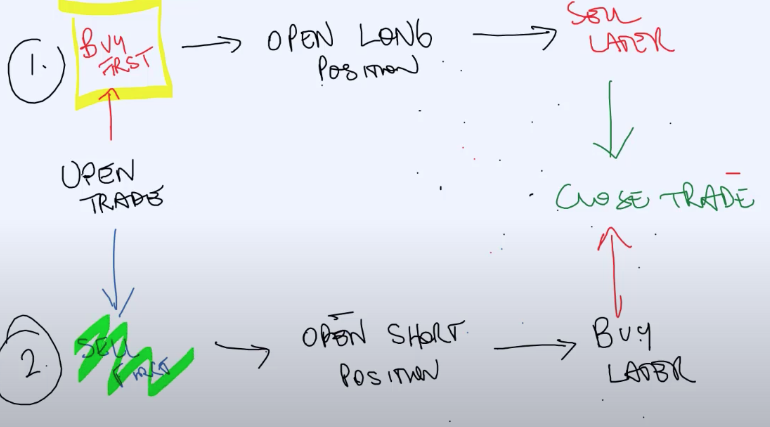 1.
BUY
FIRST
OPEN LONG
POSITION
SELL
LATER
OPEN
TRADE
CLOSE TRADE
2
SELL
FIRST
OPEN SHORT
POSITION
BUY
LATER